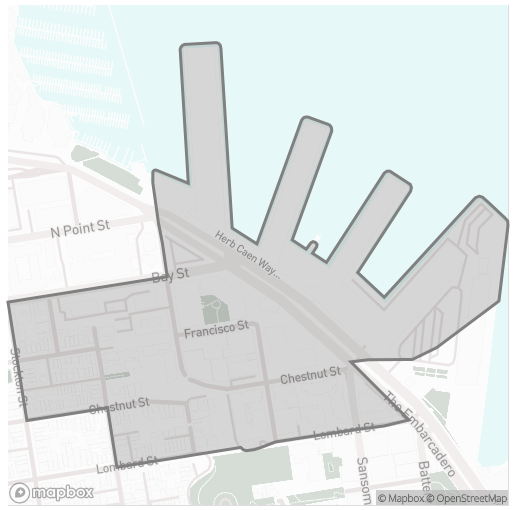 N Point St
Herb Caen Way...
Bay St
Francisco St
Stockton St
Chestnut St
Chestnut St
The Embarcadero
Lombard St
Lombard St
Sansom
Batte
mapbox
© Mapbox © OpenStreetMap